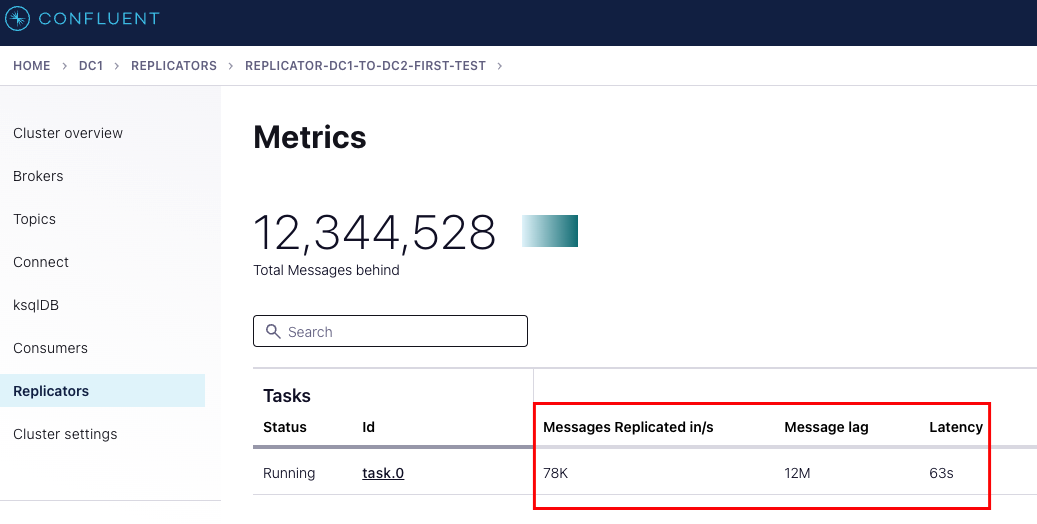 CONFLUENT
HOME > DC1 > REPLICATORS > REPLICATOR-DC1-TO-DC2-FIRST-TEST >
Cluster overview
Brokers
Topics
Connect
ksqlDB
Consumers
Replicators
Cluster settings
Metrics
12,344,528
Total Messages behind
Search
Tasks
Status Id Messages Replicated in/s Message lag Latency
Running task.0 78K 12M 63s